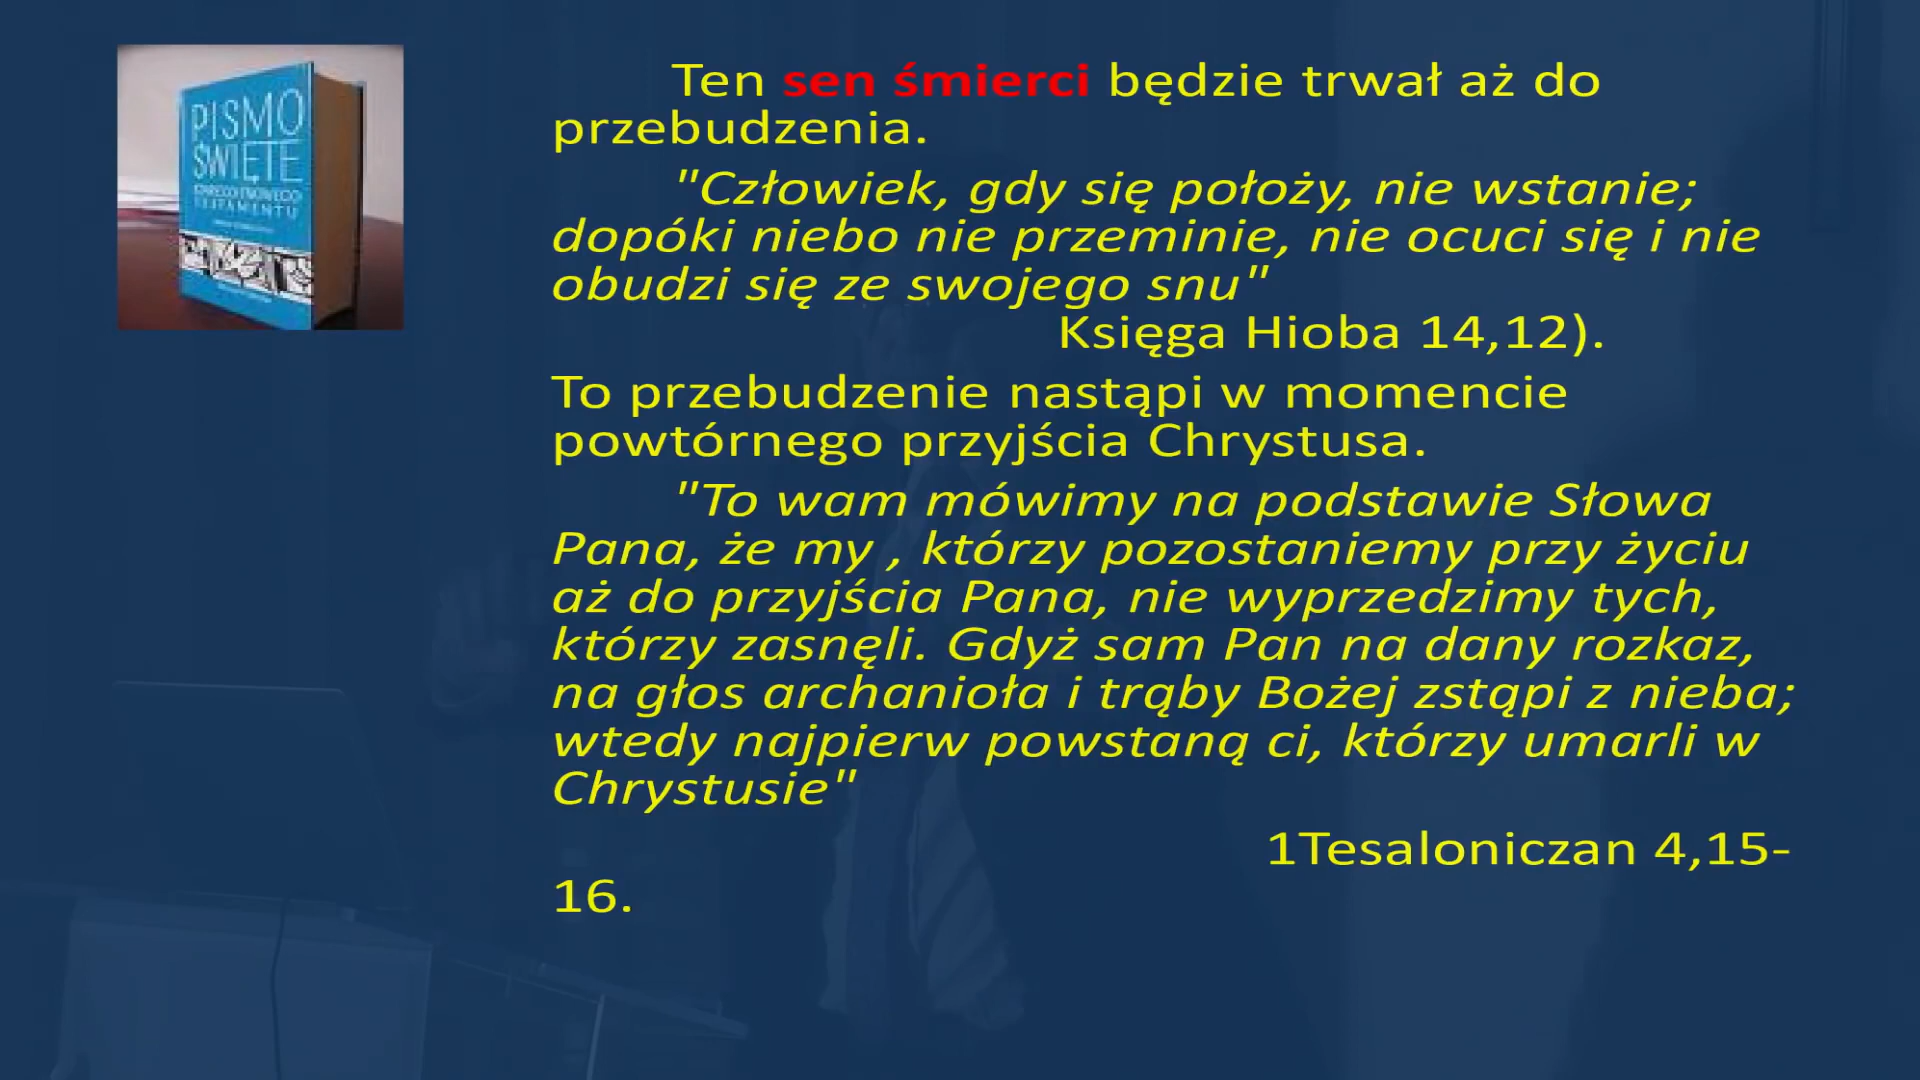 PISMO
ŚWIĘTE
TESTAMENTU
Ten sen śmierci będzie trwał aż do
przebudzenia.
"Człowiek, gdy się położy, nie wstanie;
dopóki niebo nie przeminie, nie ocuci się i nie
obudzi się ze swojego snu"
Księga Hioba 14,12).
To przebudzenie nastąpi w momencie
powtórnego przyjścia Chrystusa.
"To wam mówimy na podstawie Słowa
Pana, że my , którzy pozostaniemy przy życiu
aż do przyjścia Pana, nie wyprzedzimy tych,
którzy zasnęli. Gdyż sam Pan na dany rozkaz,
na głos archanioła i trąby Bożej zstąpi z nieba;
wtedy najpierw powstaną ci, którzy umarli w
Chrystusie"
1Tesaloniczan 4,15-
16.